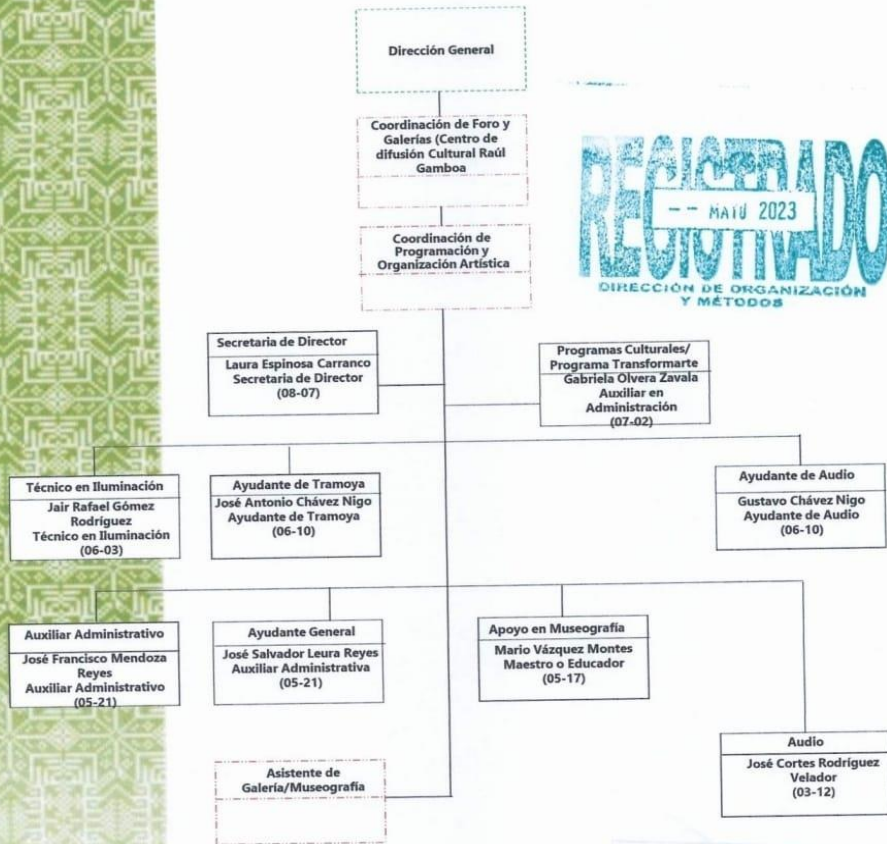 Dirección General
Coordinación de Foro y
Galerías (Centro de
difusión Cultural Raúl
Gamboa
REGISTRADO
-- MAYO 2023
DIRECCIÓN DE ORGANIZACIÓN
Y MÉTODOS
Coordinación de
Programación y
Organización Artística
Secretaria de Director
Laura Espinosa Carranco
Secretaria de Director
(08-07)
Programas Culturales/
Programa Transformarte
Gabriela Olvera Zavala
Auxiliar en
Administración
(07-02)
Técnico en Iluminación
Jair Rafael Gómez
Rodríguez
Técnico en Iluminación
(06-03)
Ayudante de Tramoya
José Antonio Chávez Nigo
Ayudante de Tramoya
(06-10)
Ayudante de Audio
Gustavo Chávez Nigo
Ayudante de Audio
(06-10)
Auxiliar Administrativo
José Francisco Mendoza
Reyes
Auxiliar Administrativo
(05-21)
Ayudante General
José Salvador Leura Reyes
Auxiliar Administrativa
(05-21)
Apoyo en Museografía
Mario Vázquez Montes
Maestro o Educador
(05-17)
Audio
José Cortes Rodríguez
Velador
(03-12)
Asistente de
Galería/Museografía